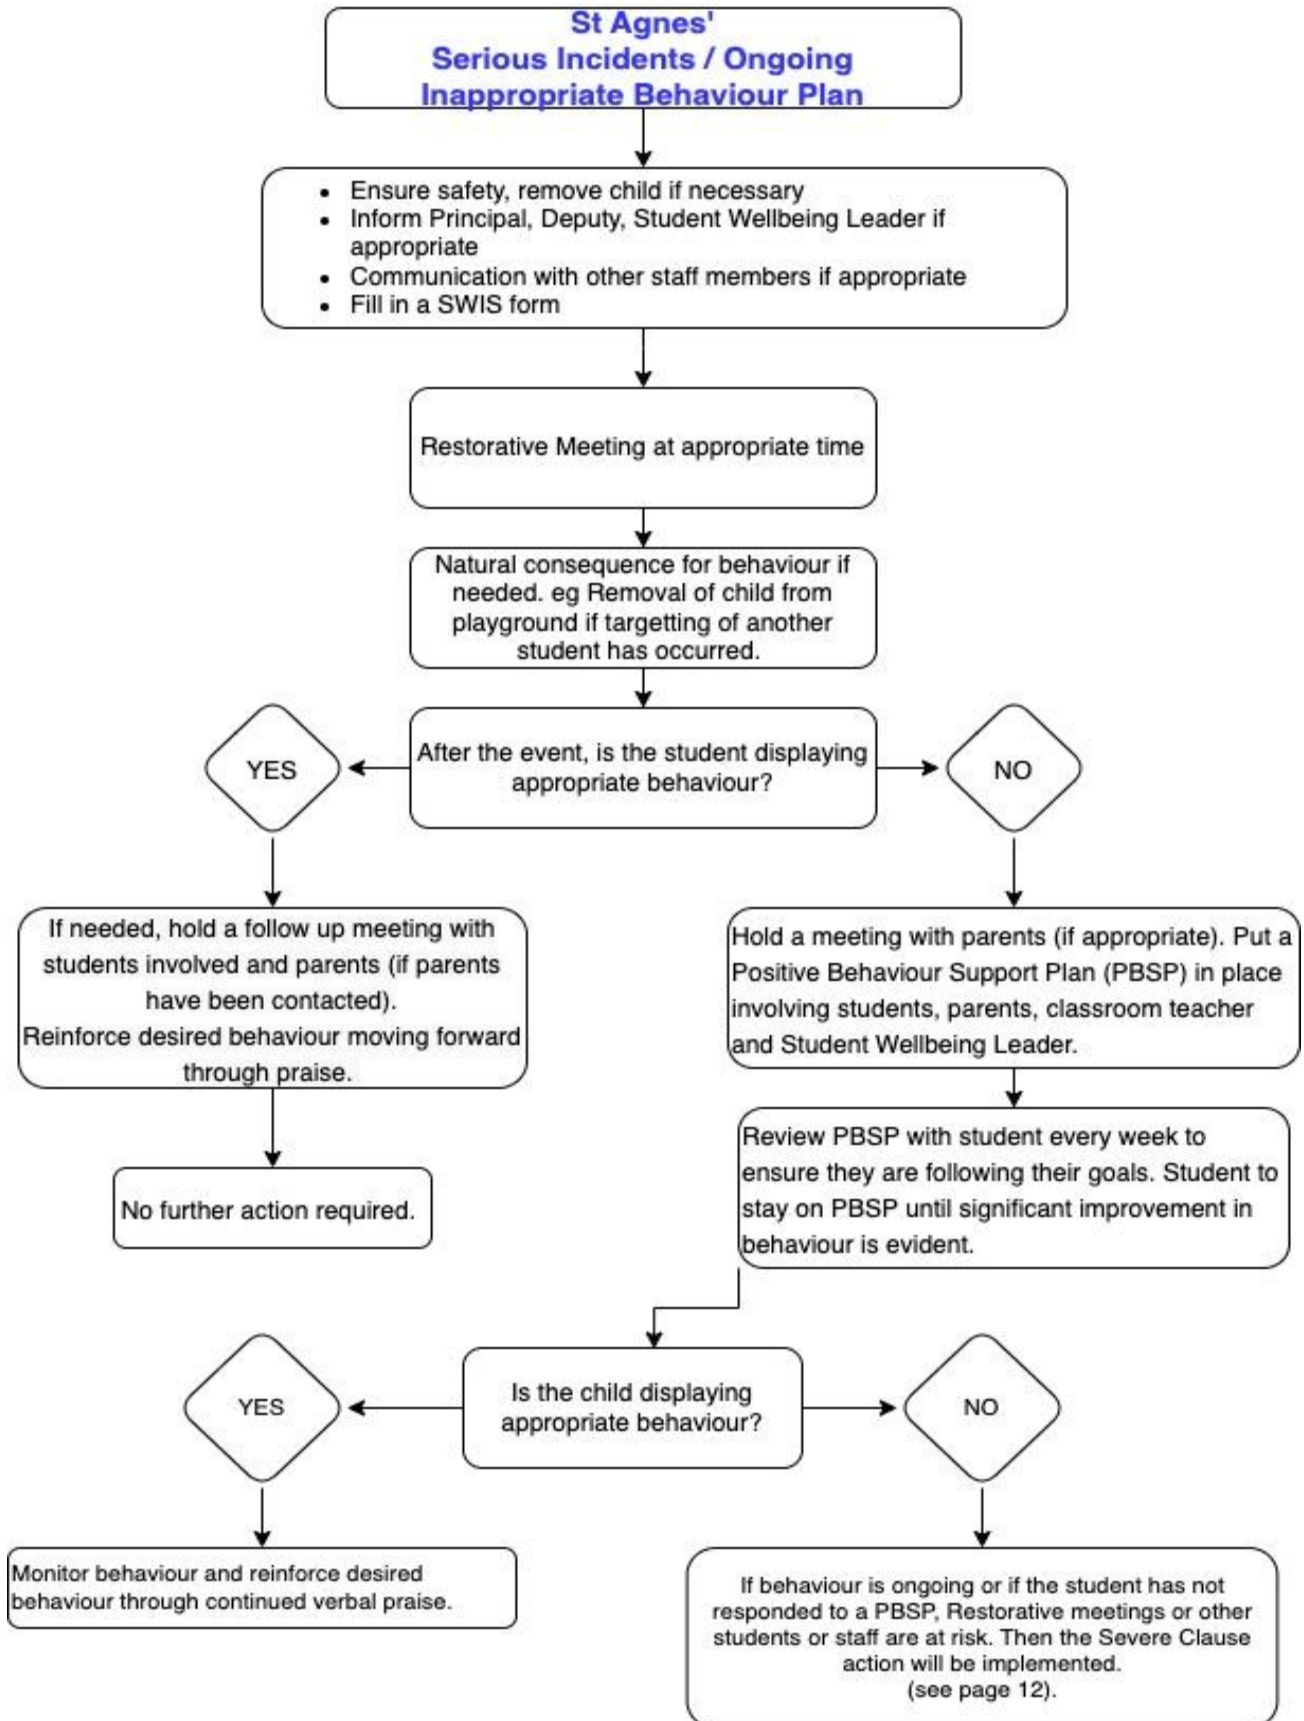 St Agnes'
Serious Incidents / Ongoing
Inappropriate Behaviour Plan
• Ensure safety, remove child if necessary
• Inform Principal, Deputy, Student Wellbeing Leader if
appropriate
• Communication with other staff members if appropriate
• Fill in a SWIS form
Restorative Meeting at appropriate time
Natural consequence for behaviour if
needed. eg Removal of child from
playground if targetting of another
student has occurred.
After the event, is the student displaying
appropriate behaviour?
YES
NO
If needed, hold a follow up meeting with
students involved and parents (if parents
have been contacted).
Reinforce desired behaviour moving forward
through praise.
Hold a meeting with parents (if appropriate). Put a
Positive Behaviour Support Plan (PBSP) in place
involving students, parents, classroom teacher
and Student Wellbeing Leader.
No further action required.
Review PBSP with student every week to
ensure they are following their goals. Student to
stay on PBSP until significant improvement in
behaviour is evident.
Is the child displaying
appropriate behaviour?
YES
NO
Monitor behaviour and reinforce desired
behaviour through continued verbal praise.
If behaviour is ongoing or if the student has not
responded to a PBSP, Restorative meetings or other
students or staff are at risk. Then the Severe Clause
action will be implemented.
(see page 12).